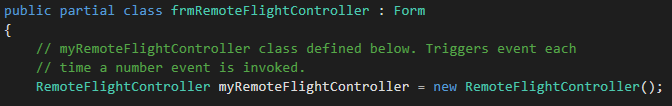 public partial class frmRemoteFlightController : Form
{
// myRemoteFlightController class defined below. Triggers event each
// time a number event is invoked.
RemoteFlightController myRemoteFlightController = new RemoteFlightController();